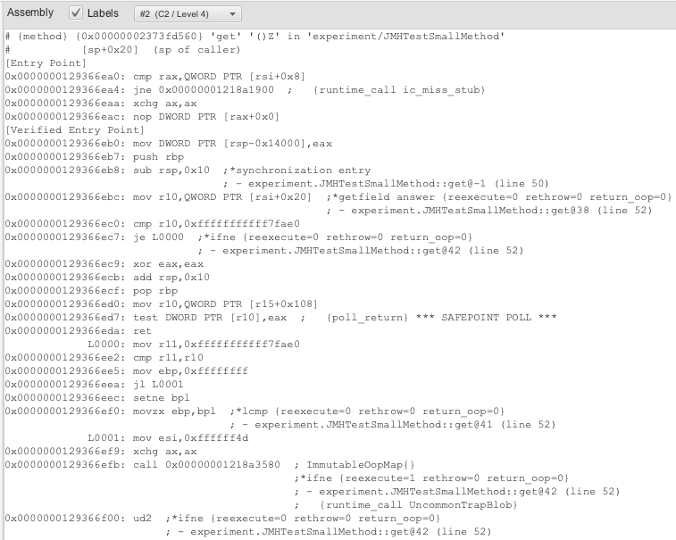 Assembly Labels #2 (C2 / Level 4)
# {method} {0x00000002373fd560} 'get' '()Z' in 'experiment/JMHTestSmallMethod'
# [sp+0x20] (sp of caller)
[Entry Point]
0x0000000129366ea0: cmp rax,QWORD PTR [rsi+0x8]
0x0000000129366ea4: jne 0x00000001218a1900 ; {runtime_call ic_miss_stub}
0x0000000129366eaa: xchg ax,ax
0x0000000129366eac: nop DWORD PTR [rax+0x0]
[Verified Entry Point]
0x0000000129366eb0: mov DWORD PTR [rsp-0x14000],eax
0x0000000129366eb7: push rbp
0x0000000129366eb8: sub rsp,0x10 ;*synchronization entry
; - experiment.JMHTestSmallMethod::get@-1 (line 50)
0x0000000129366ebc: mov r10,QWORD PTR [rsi+0x20] ;*getfield answer {reexecute=0 rethrow=0 return_oop=0}
; - experiment.JMHTestSmallMethod::get@38 (line 52)
0x0000000129366ec0: cmp r10,0xfffffffffff7fae0
0x0000000129366ec7: je L0000 ;*ifne {reexecute=0 rethrow=0 return_oop=0}
; - experiment.JMHTestSmallMethod::get@42 (line 52)
0x0000000129366ec9: xor eax,eax
0x0000000129366ecb: add rsp,0x10
0x0000000129366ecf: pop rbp
0x0000000129366ed0: mov r10,QWORD PTR [r15+0x108]
0x0000000129366ed7: test DWORD PTR [r10],eax ; {poll_return} *** SAFEPOINT POLL ***
0x0000000129366eda: ret
L0000: mov r11,0xfffffffffff7fae0
0x0000000129366ee2: cmp r11,r10
0x0000000129366ee5: mov ebp,0xffffffff
0x0000000129366eea: jl L0001
0x0000000129366eec: setne bpl
0x0000000129366ef0: movzx ebp,bpl ;*lcmp {reexecute=0 rethrow=0 return_oop=0}
; - experiment.JMHTestSmallMethod::get@41 (line 52)
L0001: mov esi,0xffffff4d
0x0000000129366ef9: xchg ax,ax
0x0000000129366efb: call 0x00000001218a3580 ; ImmutableOopMap{}
;*ifne {reexecute=1 rethrow=0 return_oop=0}
; - experiment.JMHTestSmallMethod::get@42 (line 52)
; {runtime_call UncommonTrapBlob}
0x0000000129366f00: ud2 ;*ifne {reexecute=0 rethrow=0 return_oop=0}
; - experiment.JMHTestSmallMethod::get@42 (line 52)